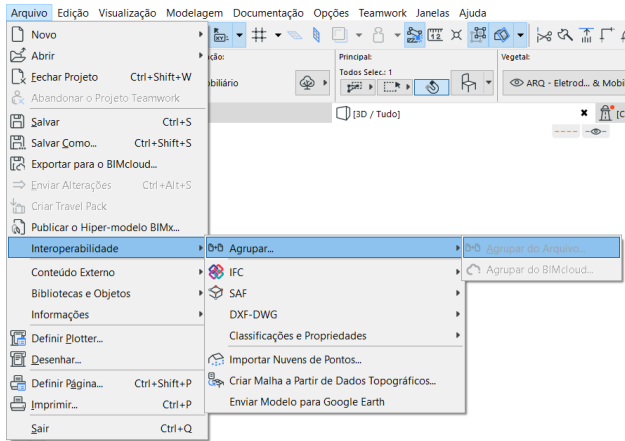 Arquivo Edição Visualização Modelagem Documentação Opções Teamwork Janelas Ajuda
Novo
Abrir
Fechar Projeto Ctrl+Shift+W
Abandonar o Projeto Teamwork
Salvar Ctrl+S
Salvar Como... Ctrl+Shift+S
Exportar para o BIMcloud...
Enviar Alterações Ctrl+Alt+S
Criar Travel Pack
Publicar o Hiper-modelo BIMx...
Interoperabilidade
Conteúdo Externo
Bibliotecas e Objetos
Informações
Definir Plotter...
Desenhar...
Definir Página... Ctrl+Shift+P
Imprimir... Ctrl+P
Sair Ctrl+Q
ção:
biliário
Principal:
Todos Selec.: 1
Vegetal:
ARQ - Eletrod... & Mobi
[3D / Tudo]
[C
Agrupar...
IFC
SAF
DXF-DWG
Classificações e Propriedades
Importar Nuvens de Pontos...
Criar Malha a Partir de Dados Topográficos...
Enviar Modelo para Google Earth
Agrupar do Arquivo...
Agrupar do BIMcloud...